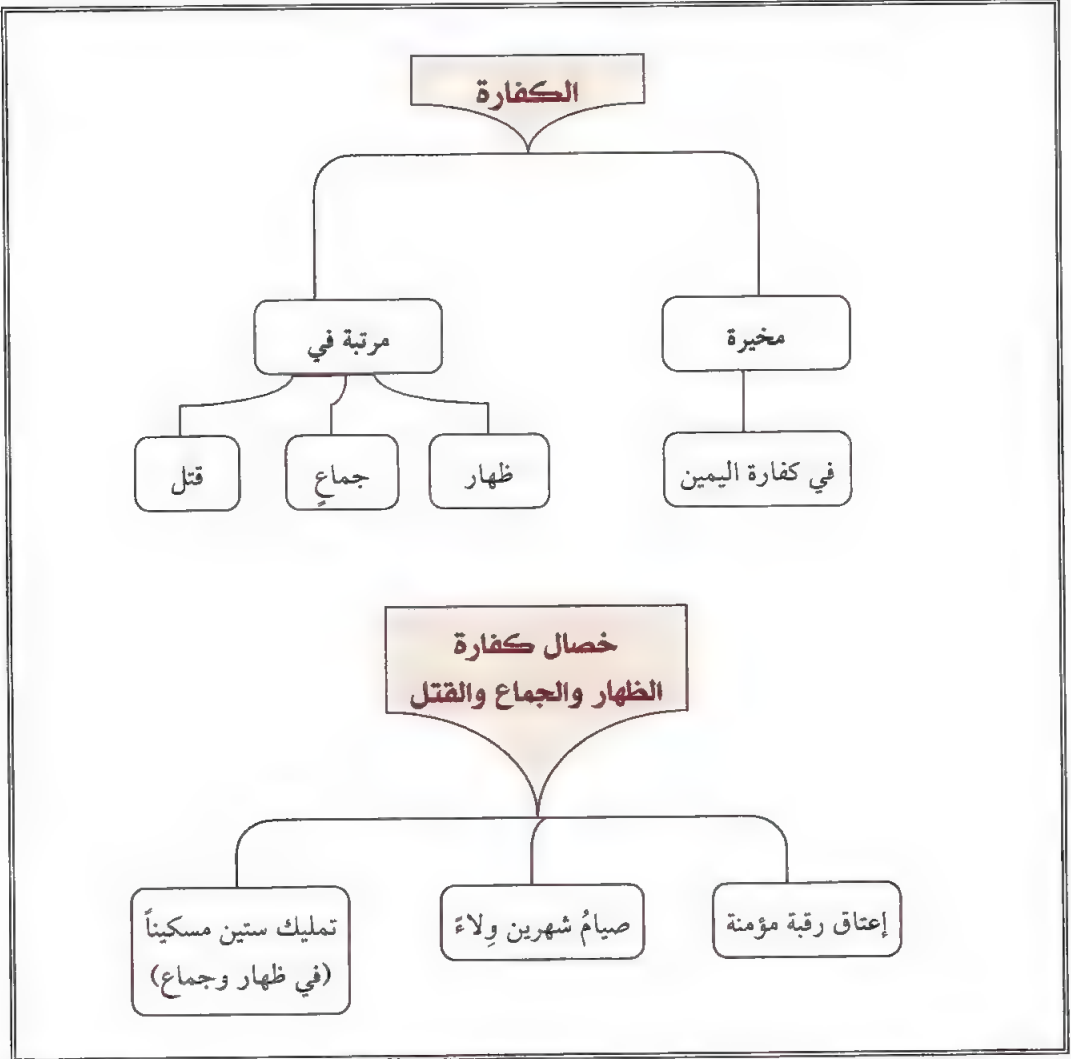 الكفارة
مخيرة
مرتبة في
في كفارة اليمين
ظهار
جماعٍ
قتل
خصال كفارة
الظهار والجماع والقتل
إعتاق رقبة مؤمنة
صيامُ شهرين وِلاءً
تمليك ستين مسكيناً
(في ظهار وجماع)